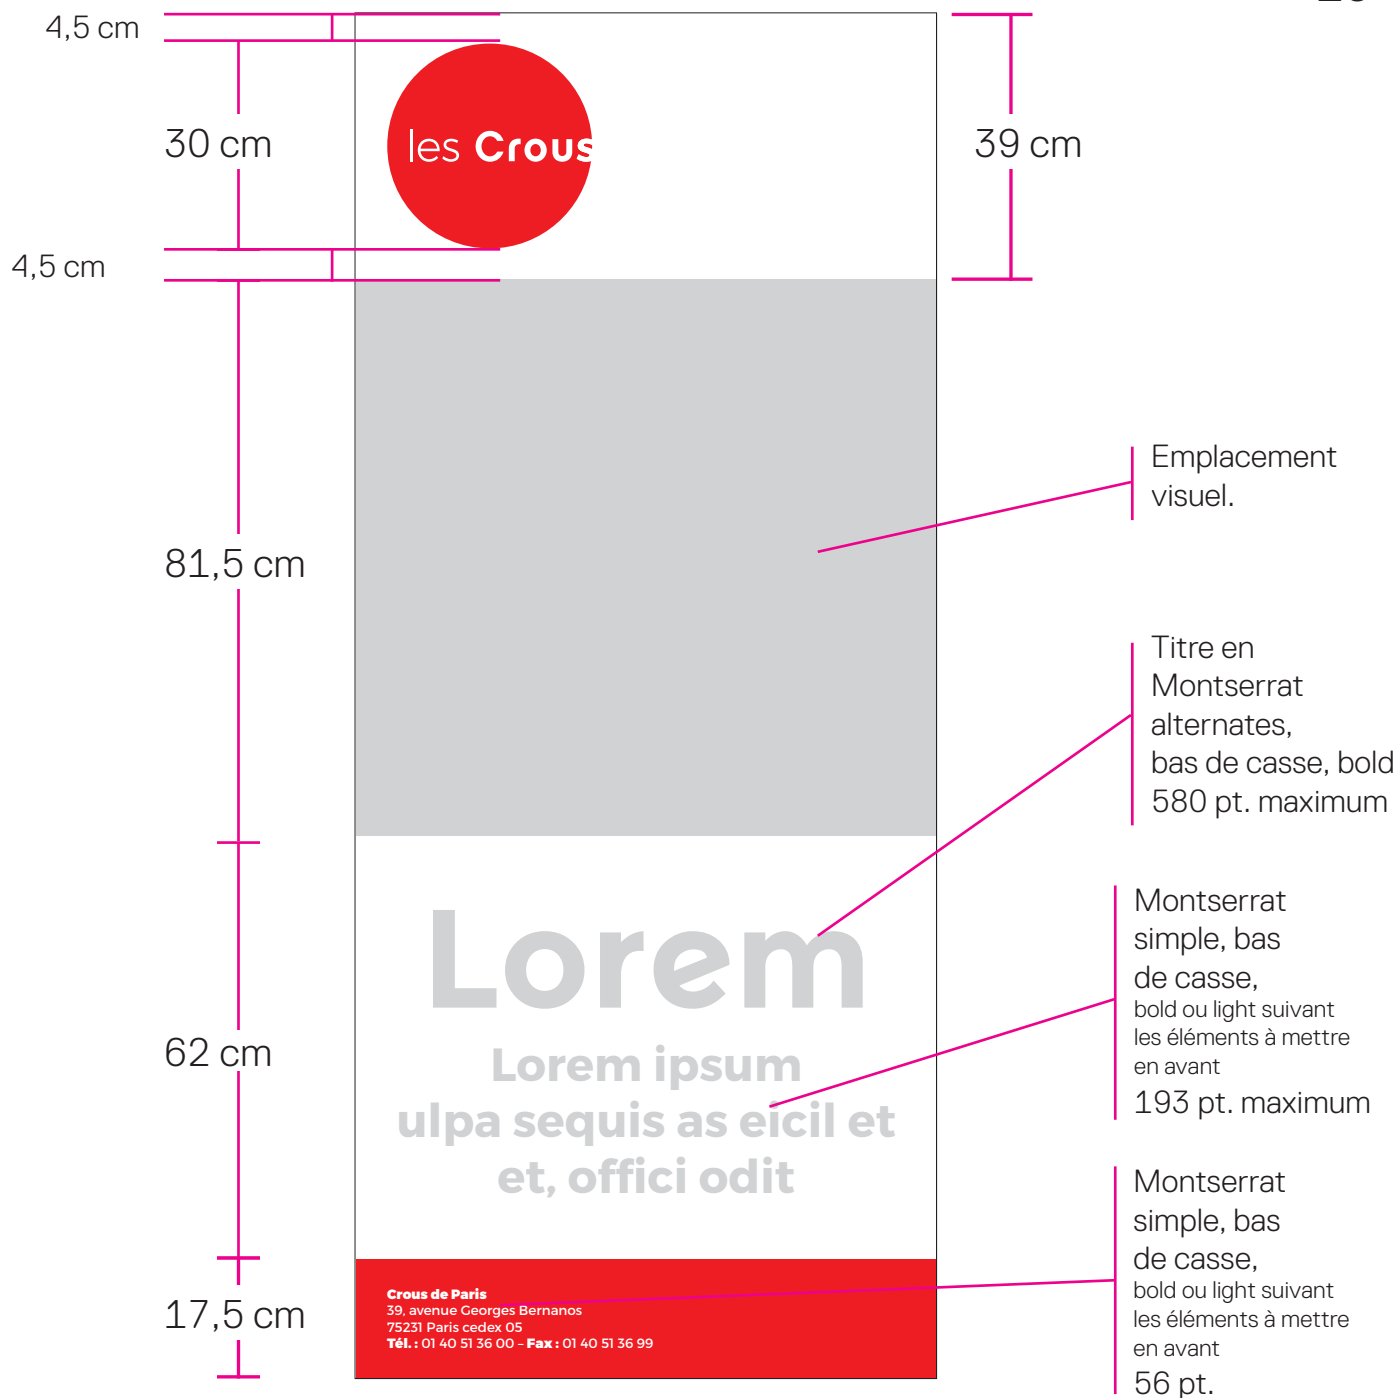 4,5 cm
30 cm
4,5 cm
81,5 cm
62 cm
17,5 cm
les Crous
39 cm
Emplacement
visuel.
Titre en
Montserrat
alternates,
bas de casse, bold
580 pt. maximum
Lorem
Lorem ipsum
ulpa sequis as eicil et
et, offici odit
Montserrat
simple, bas
de casse,
bold ou light suivant
les éléments à mettre
en avant
193 pt. maximum
Montserrat
simple, bas
de casse,
bold ou light suivant
les éléments à mettre
en avant
56 pt.
Crous de Paris
39, avenue Georges Bernanos
75231 Paris cedex 05
Tél. : 01 40 51 36 00 – Fax : 01 40 51 36 99